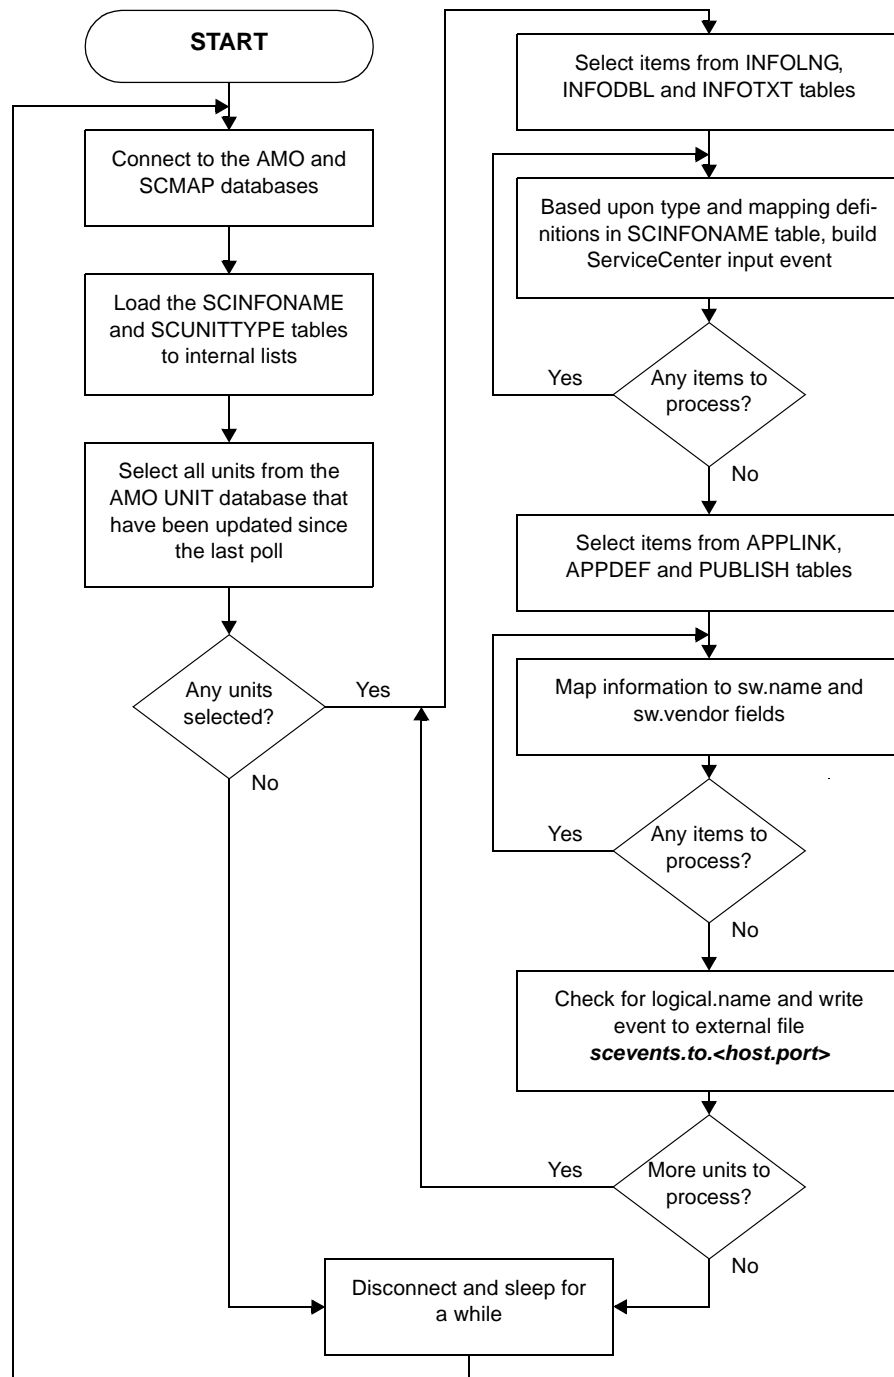 START
Connect to the AMO and
SCMAP databases
Load the SCINFONAME
and SCUNITTYPE tables
to internal lists
Select all units from the
AMO UNIT database that
have been updated since
the last poll
Any units
selected?
Yes
No
Select items from INFOLNG,
INFODBL and INFOTXT tables
Based upon type and mapping defi-
nitions in SCINFONAME table, build
ServiceCenter input event
Yes
Any items to
process?
No
Select items from APPLINK,
APPDEF and PUBLISH tables
Map information to sw.name and
sw.vendor fields
Yes
Any items to
process?
No
Check for logical.name and write
event to external file
scevents.to.<host.port>
Yes
More units to
process?
No
Disconnect and sleep for
a while